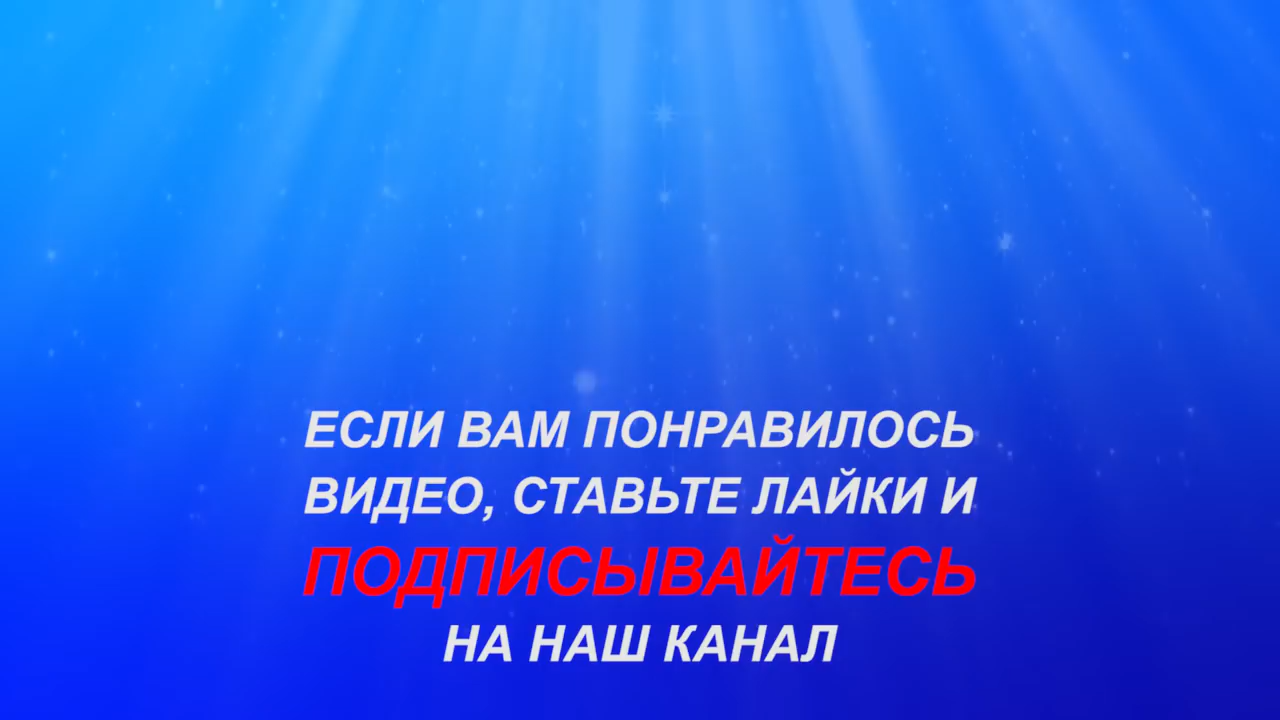 ЕСЛИ ВАМ ПОНРАВИЛОСЬ
ВИДЕО, СТАВЬТЕ ЛАЙКИ И
ПОДПИСЫВАЙТЕСЬ
НА НАШ КАНАЛ